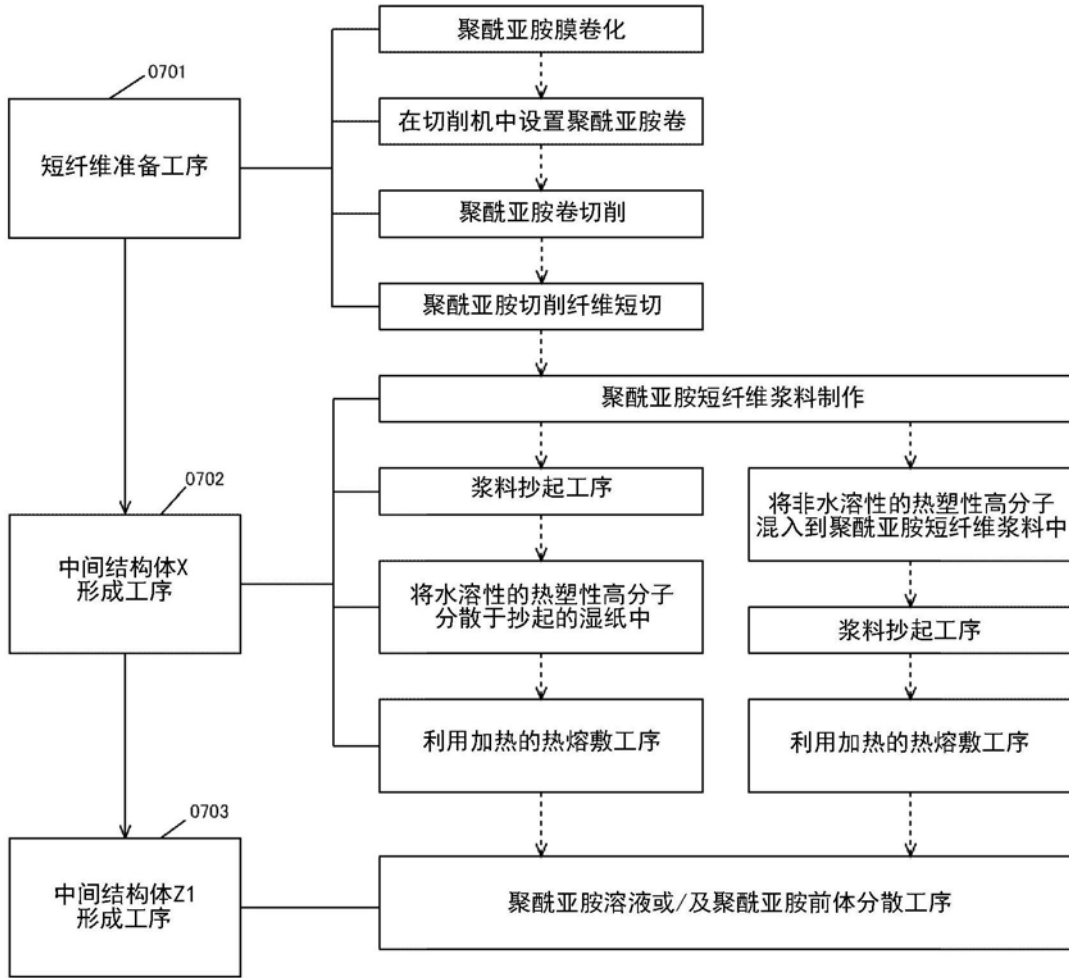 聚酰亚胺膜卷化
0701
在切削机中设置聚酰亚胺卷
短纤维准备工序
聚酰亚胺卷切削
聚酰亚胺切削纤维短切
聚酰亚胺短纤维浆料制作
0702
浆料抄起工序
将非水溶性的热塑性高分子
混入到聚酰亚胺短纤维浆料中
中间结构体X
形成工序
将水溶性的热塑性高分子
分散于抄起的湿纸中
浆料抄起工序
利用加热的热熔敷工序
利用加热的热熔敷工序
0703
中间结构体Z1
形成工序
聚酰亚胺溶液或/及聚酰亚胺前体分散工序